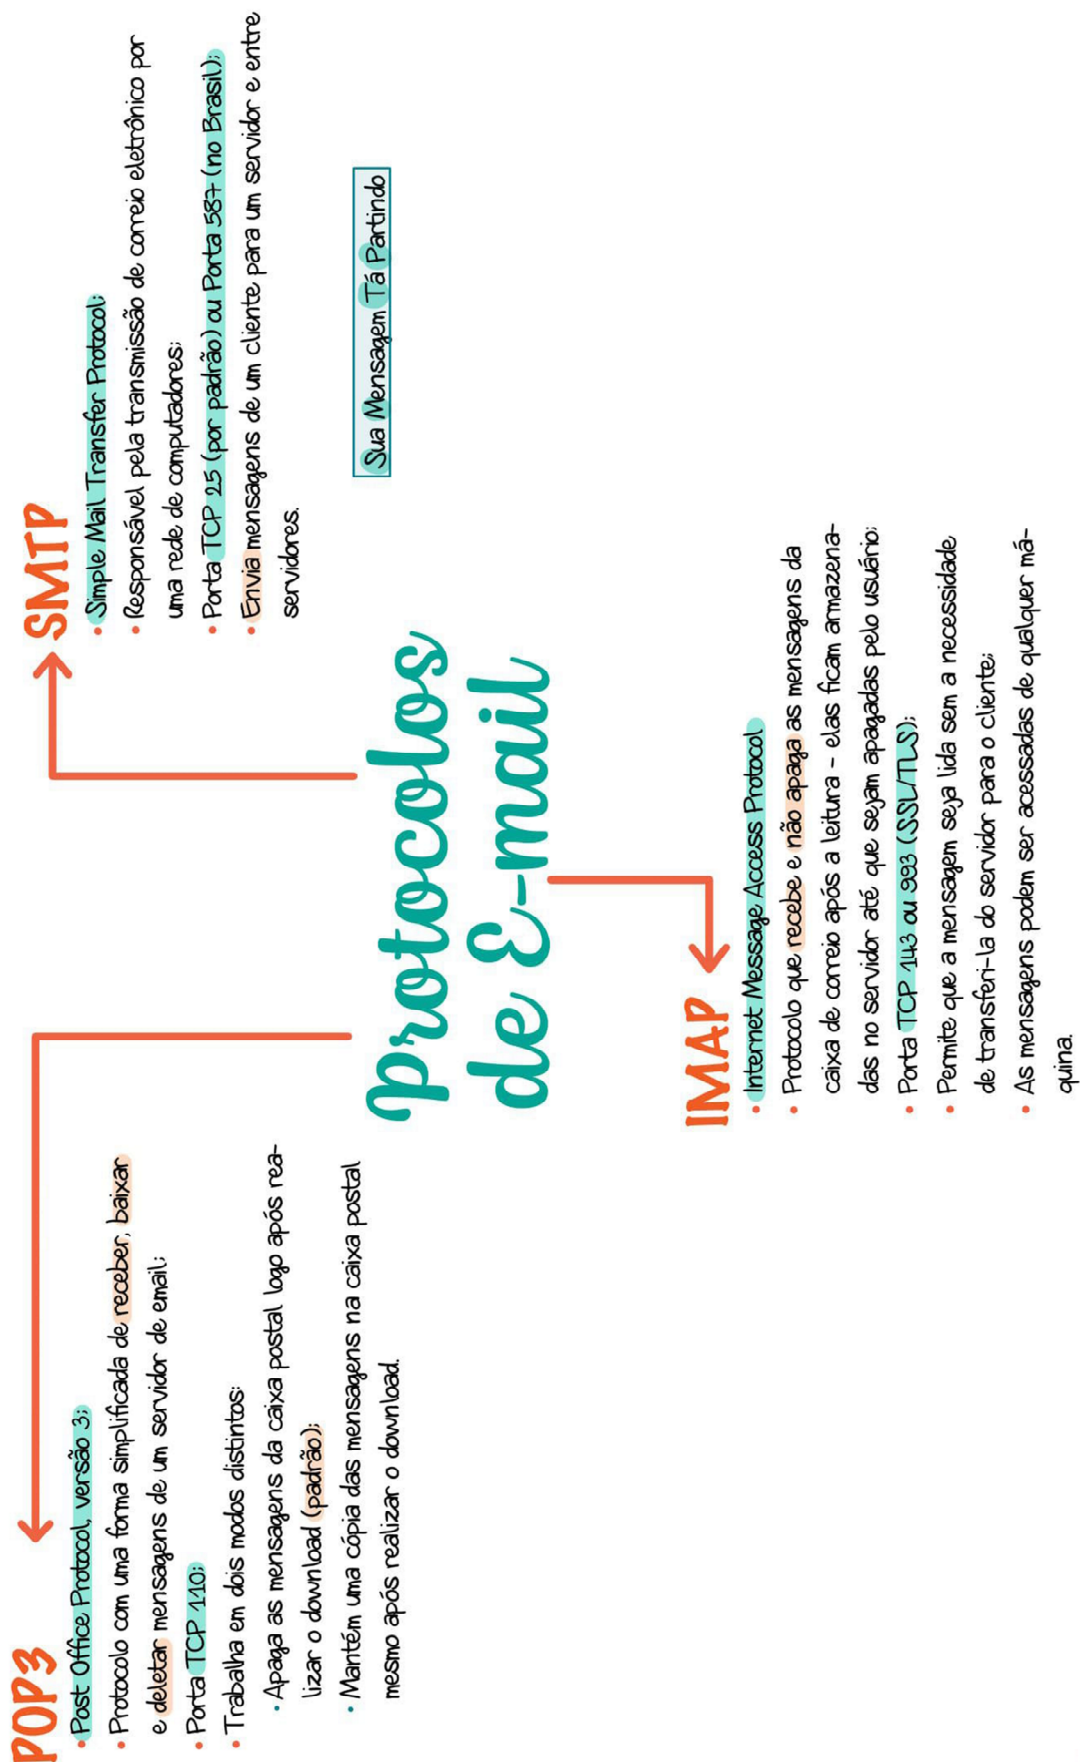 POP3
• Post Office Protocol, versão 3;
• Protocolo com uma forma simplificada de receber, baixar
e deletar mensagens de um servidor de email;
• Porta TCP 110;
• Trabalha em dois modos distintos:
• Apaga as mensagens da caixa postal logo após rea-
lizar o download (padrão);
• Mantém uma cópia das mensagens na caixa postal
mesmo após realizar o download.
SMTP
• Simple Mail Transfer Protocol;
• Responsável pela transmissão de correio eletrônico por
uma rede de computadores;
• Porta TCP 25 (por padrão) ou Porta 587 (no Brasil);
• Envia mensagens de um cliente para um servidor e entre
servidores.
Sua Mensagem Tá Partindo
Protocolos
de E-mail
IMAP
• Internet Message Access Protocol
• Protocolo que recebe e não apaga as mensagens da
caixa de correio após a leitura - elas ficam armazena-
das no servidor até que sejam apagadas pelo usuário;
• Porta TCP 143 ou 993 (SSL/TLS);
• Permite que a mensagem seja lida sem a necessidade
de transferi-la do servidor para o cliente;
• As mensagens podem ser acessadas de qualquer má-
quina.